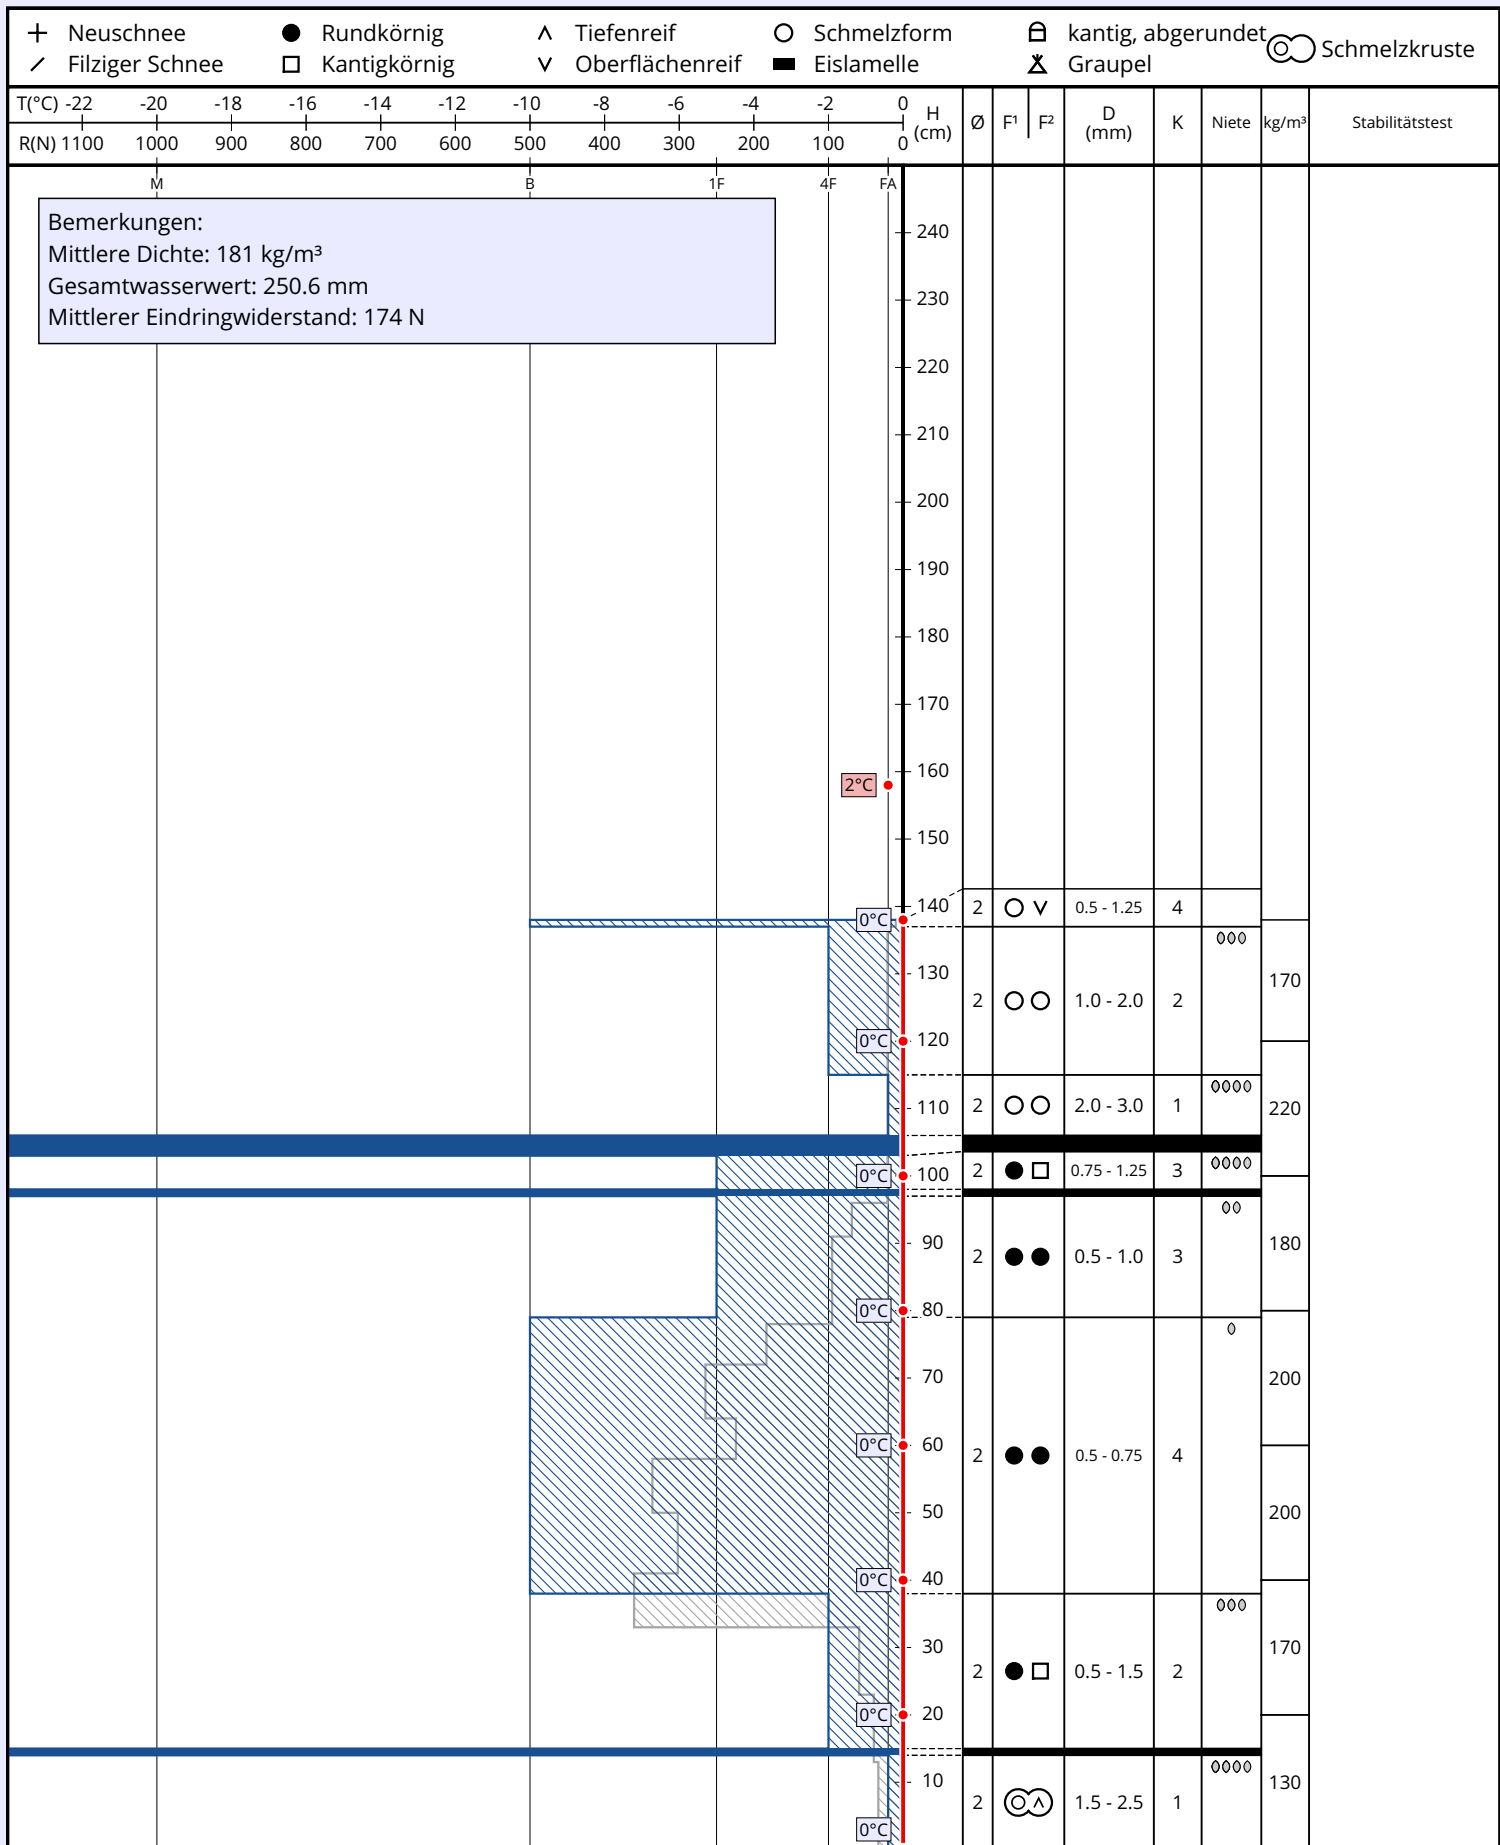 Neuschnee Rundkörnig Tiefenreif Schmelzform kantig, abgerundet Schmelzkruste
Filziger Schnee Kantigkörnig Oberflächenreif Eislamelle Graupel
T(°C) -22 -20 -18 -16 -14 -12 -10 -8 -6 -4 -2 0
R(N) 1100 1000 900 800 700 600 500 400 300 200 100 0
H (cm) Ø F¹ F² D (mm) K Niete kg/m³ Stabilitätstest
M B 1F 4F FA
Bemerkungen:
Mittlere Dichte: 181 kg/m³
Gesamtwasserwert: 250.6 mm
Mittlerer Eindringwiderstand: 174 N
240
230
220
210
200
190
180
170
160
2°C
150
140 2 0.5 - 1.25 4
0°C
130 170
2 1.0 - 2.0 2
0°C 120
110 2 2.0 - 3.0 1 220
0°C 100 2 0.75 - 1.25 3
90 180
2 0.5 - 1.0 3
0°C 80
70 200
0°C 60
2 0.5 - 0.75 4
50 200
0°C 40
30 170
2 0.5 - 1.5 2
0°C 20
10 130
2 1.5 - 2.5 1
0°C